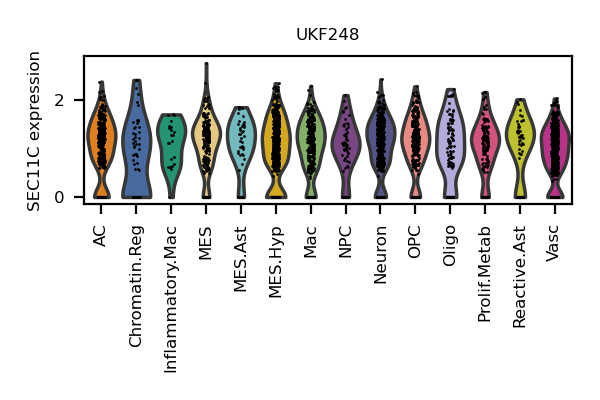 UKF248
SEC11C expression
2
0
AC
Chromatin.Reg
Inflammatory.Mac
MES
MES.Ast
MES.Hyp
Mac
NPC
Neuron
OPC
Oligo
Prolif.Metab
Reactive.Ast
Vasc